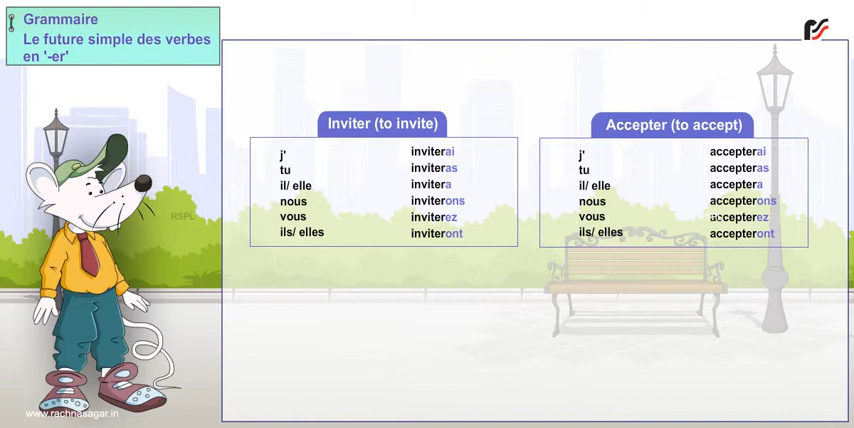 Grammaire
Le future simple des verbes
en '-er'
Inviter (to invite)
j' inviterai
tu inviteras
il/ elle invitera
nous inviterons
vous inviterez
ils/ elles inviteront
Accepter (to accept)
j' accepterai
tu accepteras
il/ elle acceptera
nous accepterons
vous accepterez
ils/ elles accepteront
RSPL
www.rachnasagar.in